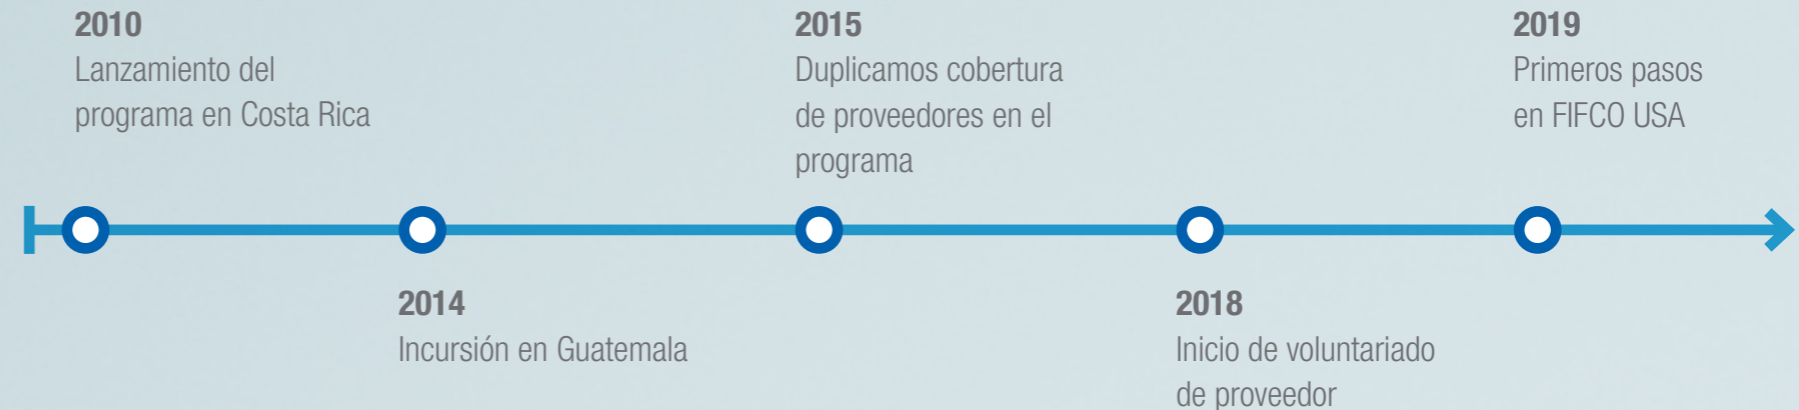 2010
Lanzamiento del
programa en Costa Rica
2014
Incursión en Guatemala
2015
Duplicamos cobertura
de proveedores en el
programa
2018
Inicio de voluntariado
de proveedor
2019
Primeros pasos
en FIFCO USA